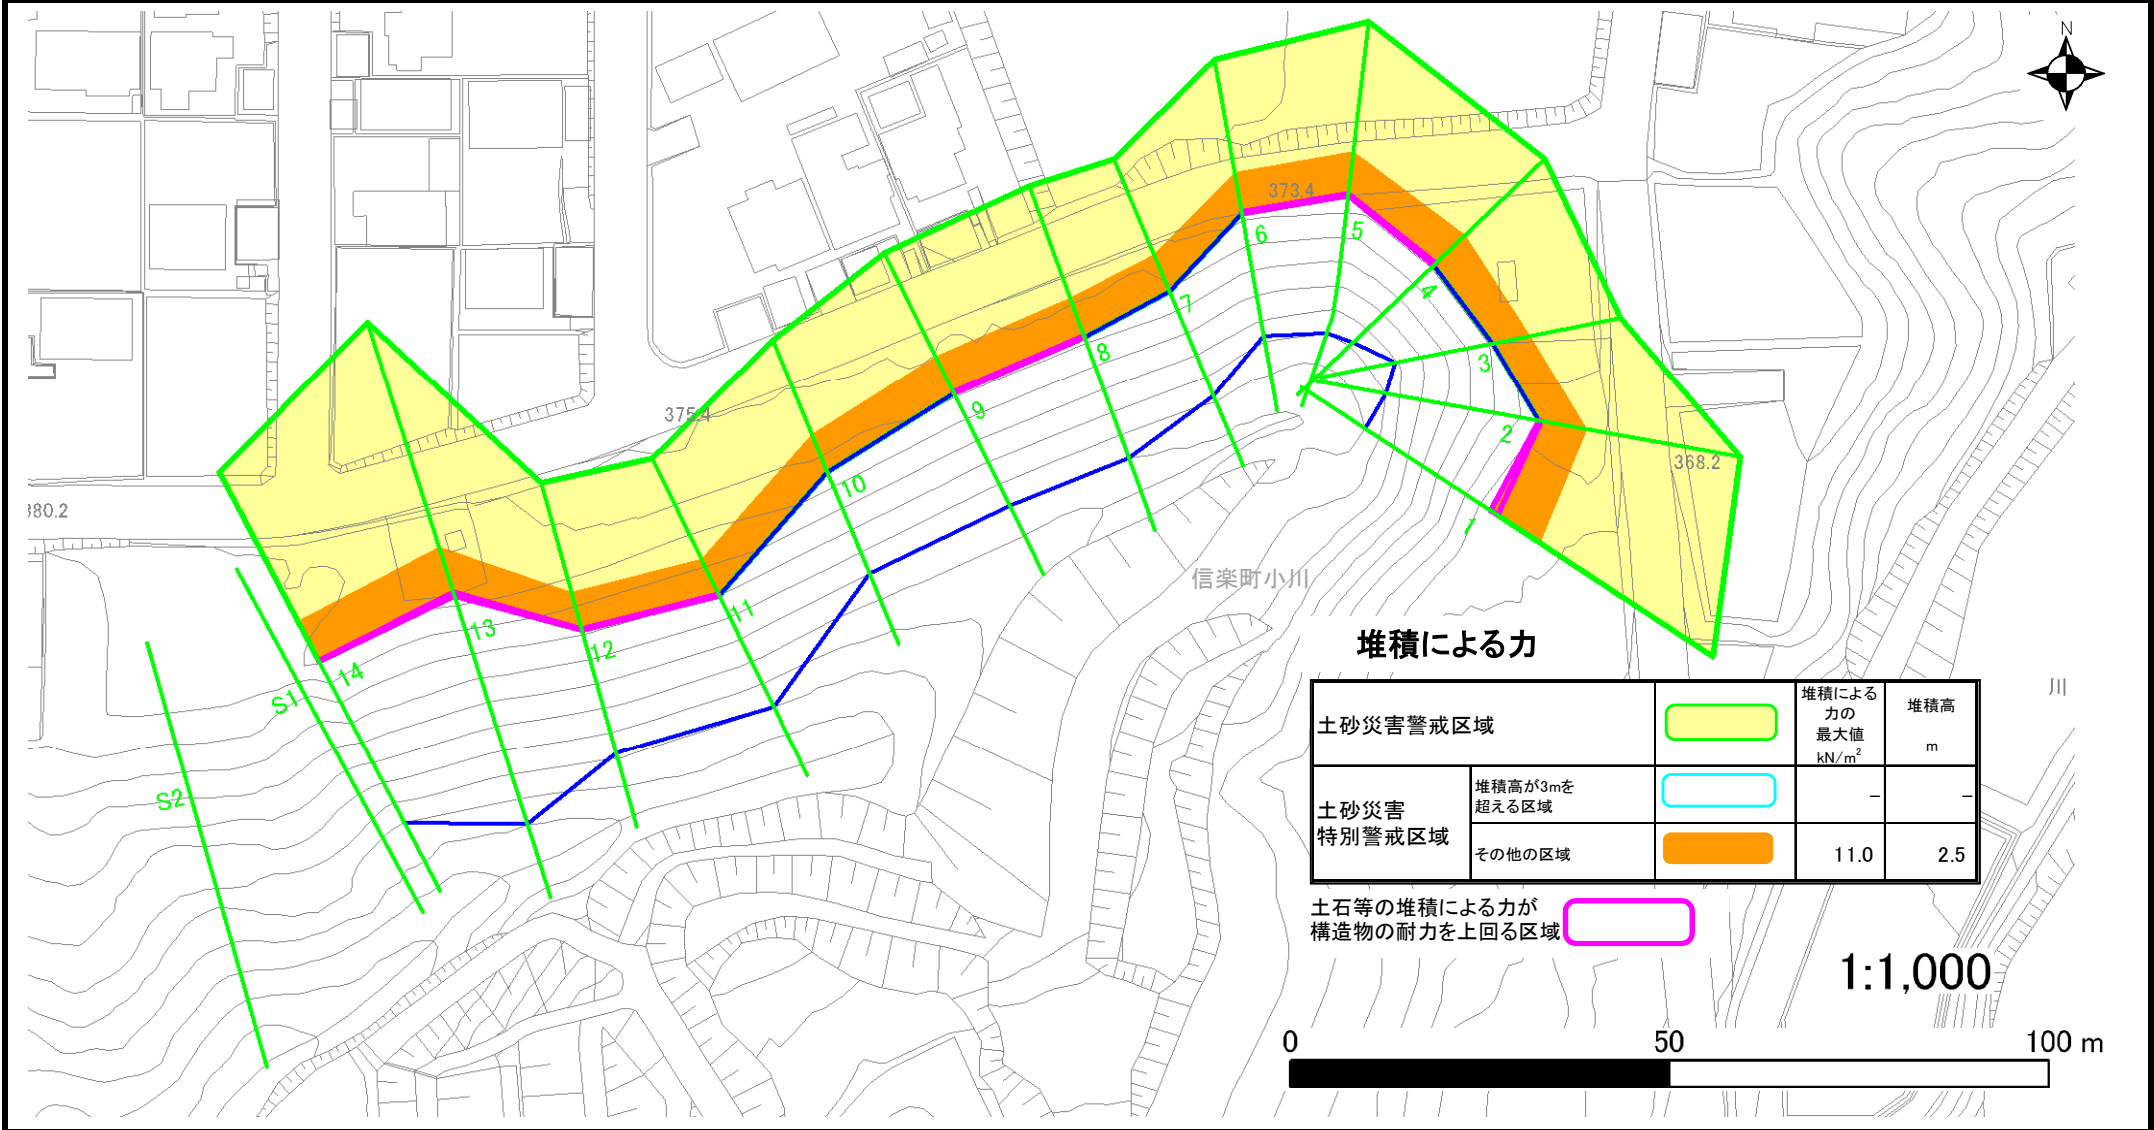 N
373.4
6
5
4
7
3
8
375.4
9
2
368.2
10
380.2
1
信楽町小川
11
13
12
14
S1
S2
川
堆積による力
土砂災害警戒区域
堆積による
力の
最大値
kN/m²
堆積高
m
土砂災害
特別警戒区域
堆積高が3mを
超える区域
－
－
その他の区域
11.0
2.5
土石等の堆積による力が
構造物の耐力を上回る区域
1:1,000
0
50
100 m